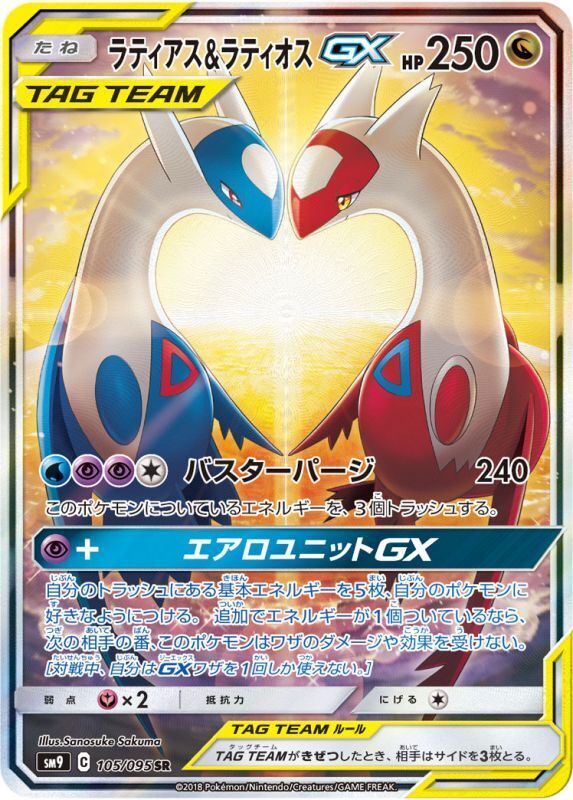 たね ラティアス&ラティオス GX HP 250
TAG TEAM
バスターパージ 240
このポケモンについているエネルギーを、3個トラッシュする。
+ エアロユニットGX
自分のトラッシュにある基本エネルギーを5枚、自分のポケモンに
好きなようにつける。追加でエネルギーが1個ついているなら、
次の相手の番、このポケモンはワザのダメージや効果を受けない。
[対戦中、自分はGXワザを1回しか使えない。]
弱点 ×2 抵抗力 にげる
Illus.Sanosuke Sakuma
SM9 C 105/095 SR
TAG TEAM ルール
TAG TEAMがきぜつしたとき、相手はサイドを3枚とる。
©2018 Pokémon/Nintendo/Creatures/GAME FREAK.